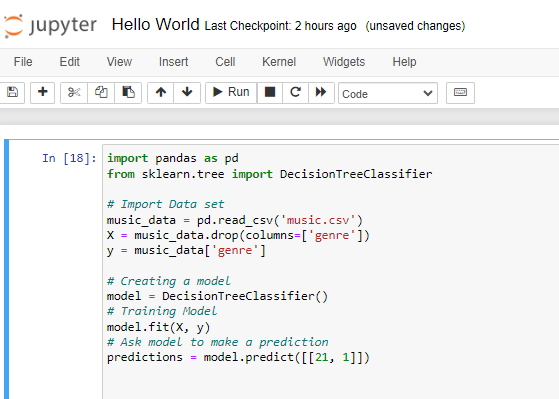 jupyter Hello World Last Checkpoint: 2 hours ago (unsaved changes)
File Edit View Insert Cell Kernel Widgets Help
Run Code
In [18]: import pandas as pd
from sklearn.tree import DecisionTreeClassifier
# Import Data set
music_data = pd.read_csv('music.csv')
X = music_data.drop(columns=['genre'])
y = music_data['genre']
# Creating a model
model = DecisionTreeClassifier()
# Training Model
model.fit(X, y)
# Ask model to make a prediction
predictions = model.predict([[21, 1]])